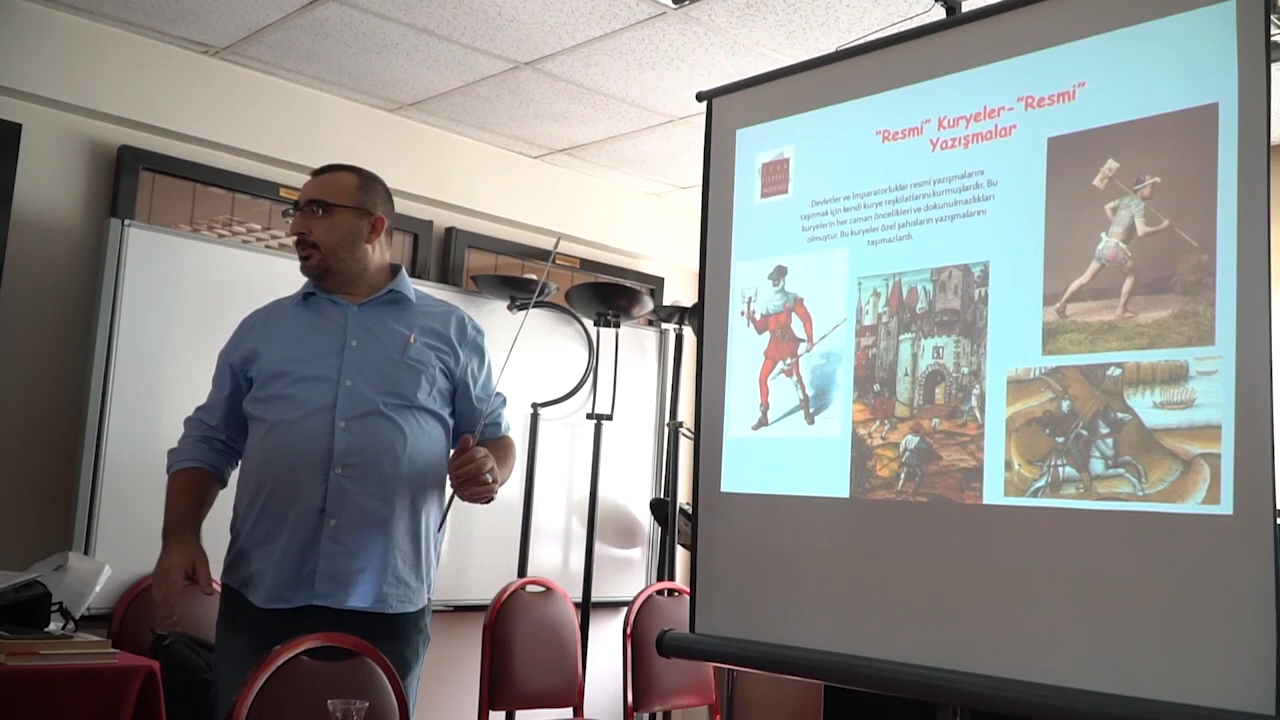 "Resmi" Kuryeler-"Resmi"
Yazışmalar
Devletler ve İmparatorluklar resmi yazışmalarını
taşıtmak için kendi kurye teşkilatlarını kurmuşlardır. Bu
kuryelerin her zaman öncelikleri ve dokunulmazlıkları
olmuştur. Bu kuryeler özel şahısların yazışmalarını
taşımazlardı.